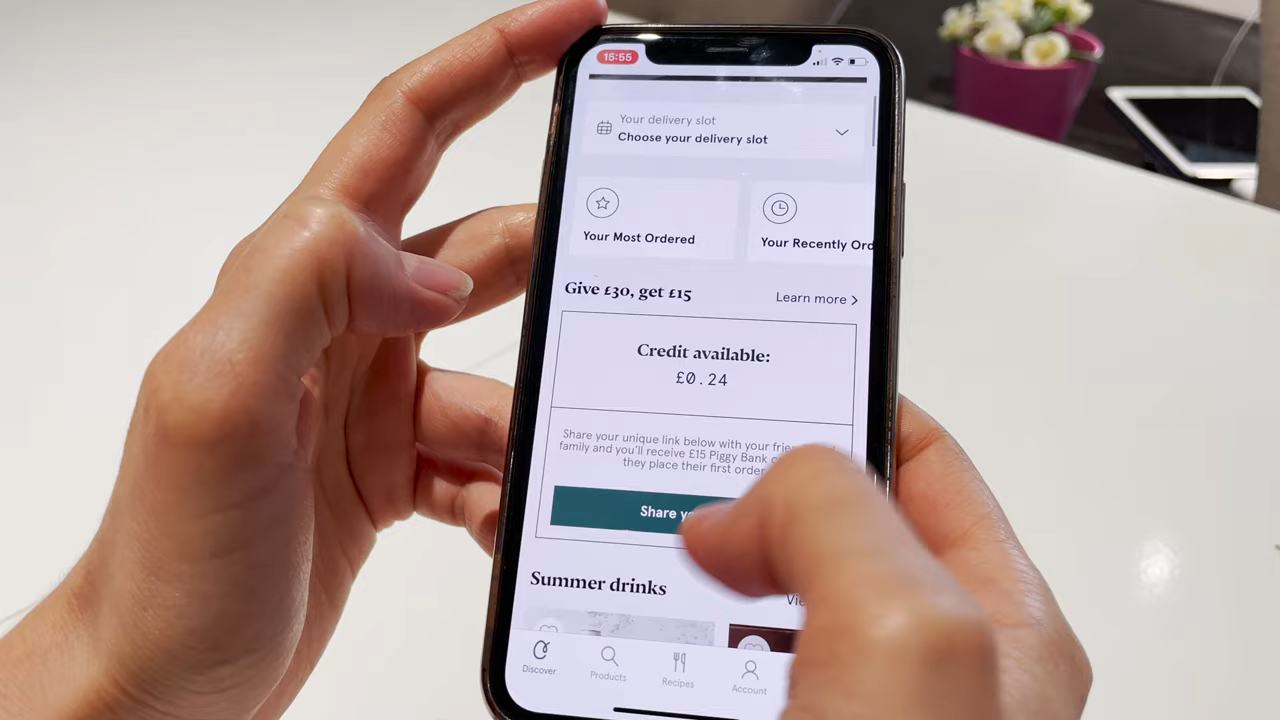 15:55
Your delivery slot
Choose your delivery slot
Your Most Ordered
Your Recently Ord
Give £30, get £15
Learn more
Credit available:
£0.24
Share your unique link below with your
family and you'll receive £15 Piggy Bank
they place their first order
Share
Summer drinks
Discover
Products
Recipes
Account